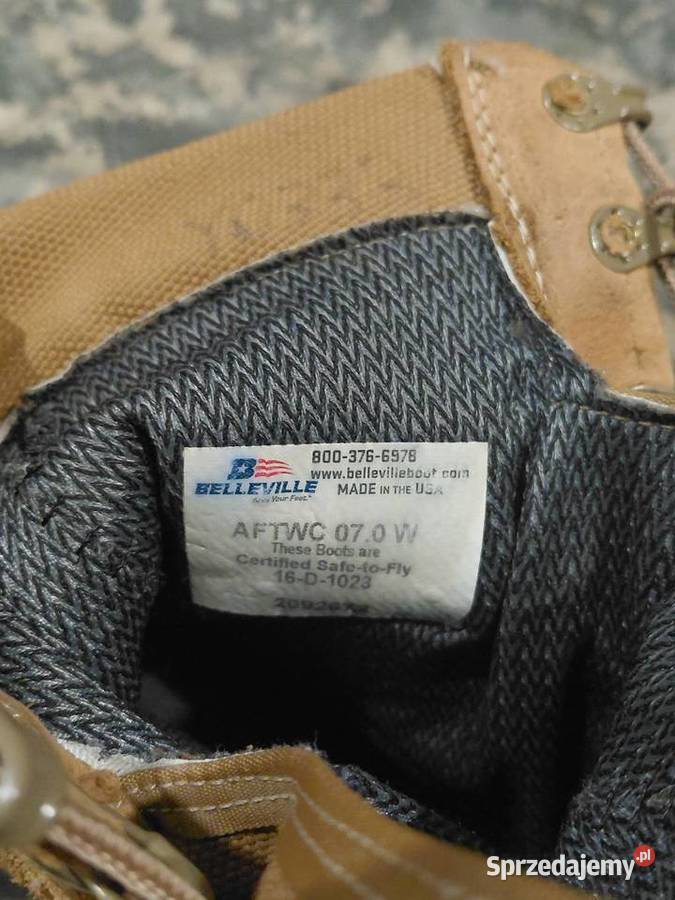 800-376-6978
www.bellevilleboot.com
BELLEVILLE
MADE IN THE USA
AFTWC 07.0 W
These Boots are
Certified Safe-to-Fly
16-D-1023
Sprzedajemy.pl